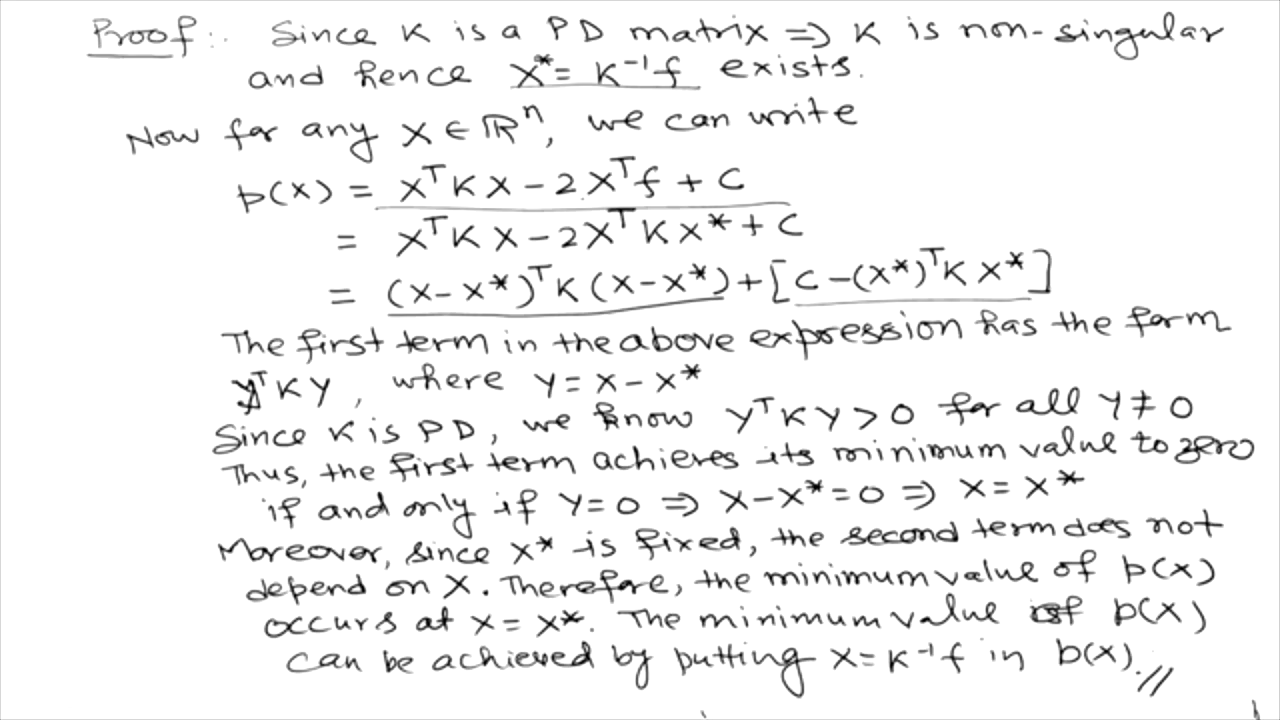 Proof:. Since K is a PD matrix ⇒ K is non-singular
and hence X* = K⁻¹f exists.
Now for any X ∈ ℝⁿ, we can write
p(X) = XᵀKX - 2Xᵀf + C
= XᵀKX - 2XᵀKX* + C
= (X-X*)ᵀK(X-X*) + [C-(X*)ᵀKX*]
The first term in the above expression has the form
YᵀKY, where Y = X - X*
Since K is PD, we know YᵀKY > 0 for all Y ≠ 0
Thus, the first term achieves its minimum value to zero
if and only if Y = 0 ⇒ X - X* = 0 ⇒ X = X*
Moreover, since X* is fixed, the second term does not
depend on X. Therefore, the minimum value of p(X)
occurs at X = X*. The minimum value of p(X)
can be achieved by putting X = K⁻¹f in p(X).//